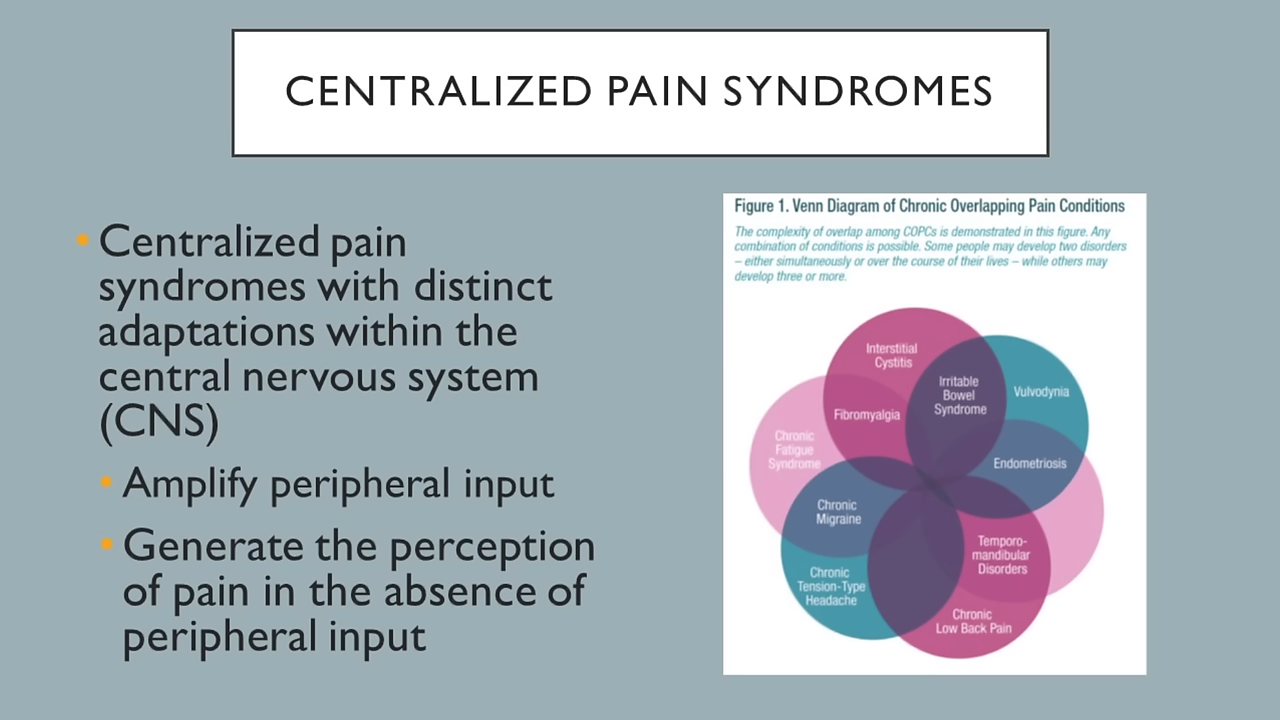 CENTRALIZED PAIN SYNDROMES
• Centralized pain
syndromes with distinct
adaptations within the
central nervous system
(CNS)
• Amplify peripheral input
• Generate the perception
of pain in the absence of
peripheral input
Figure 1. Venn Diagram of Chronic Overlapping Pain Conditions
The complexity of overlap among COPCs is demonstrated in this figure. Any
combination of conditions is possible. Some people may develop two disorders
– either simultaneously or over the course of their lives – while others may
develop three or more.
Interstitial
Cystitis
Irritable
Bowel
Syndrome
Vulvodynia
Fibromyalgia
Chronic
Fatigue
Syndrome
Endometriosis
Chronic
Migraine
Temporo-
mandibular
Disorders
Chronic
Tension-Type
Headache
Chronic
Low Back Pain